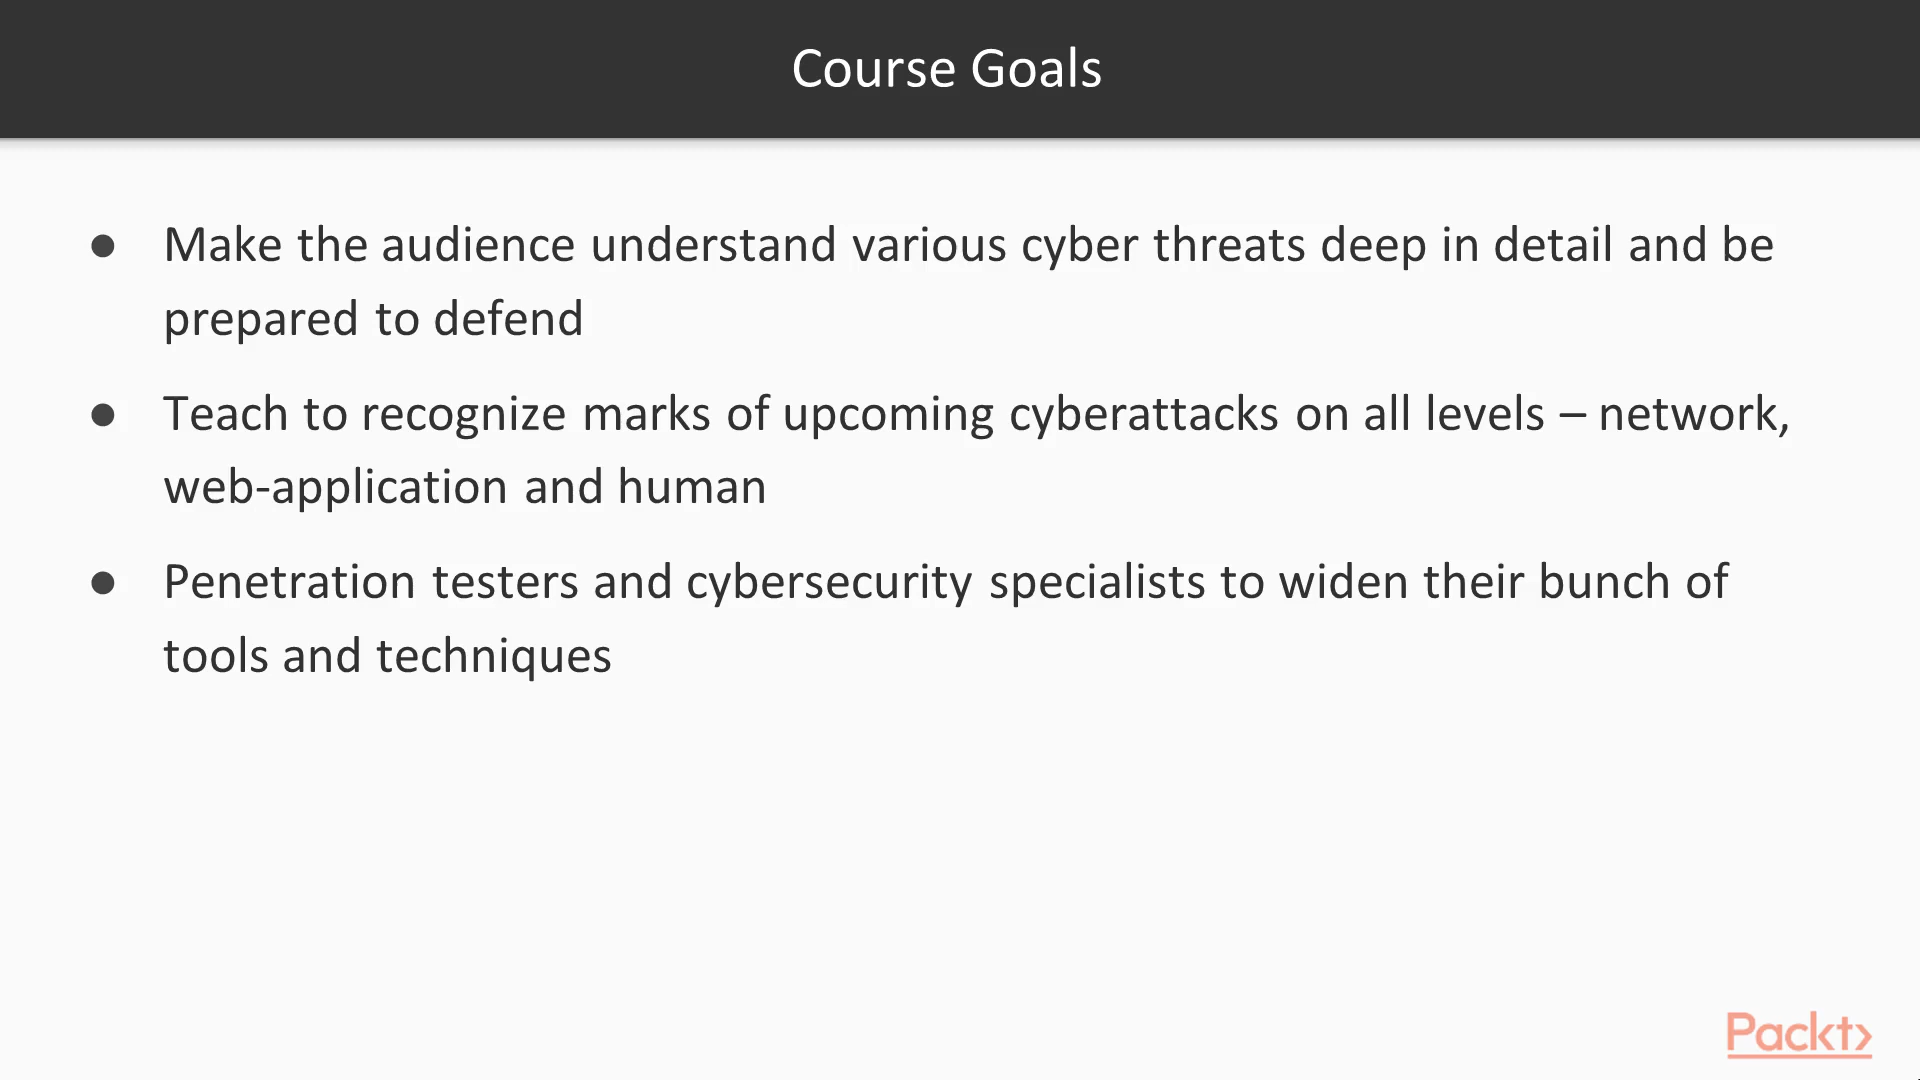 Course Goals
● Make the audience understand various cyber threats deep in detail and be
prepared to defend
● Teach to recognize marks of upcoming cyberattacks on all levels – network,
web-application and human
● Penetration testers and cybersecurity specialists to widen their bunch of
tools and techniques
Packt>